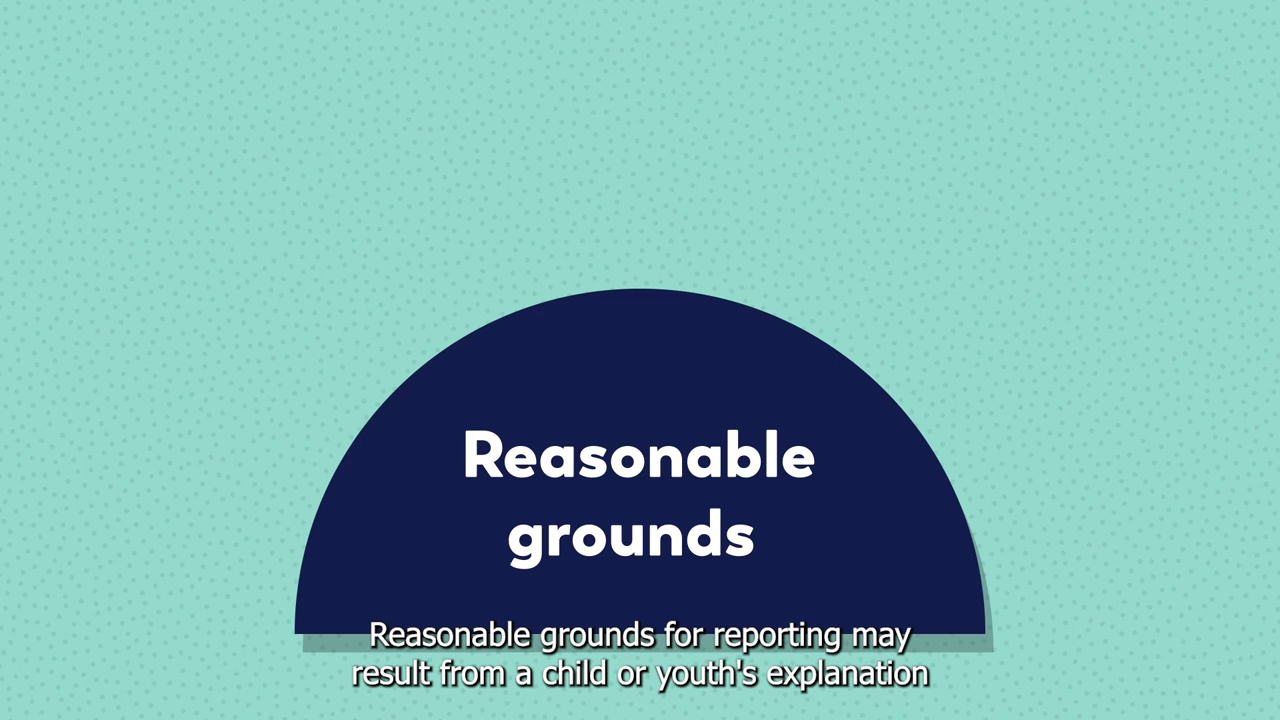 Reasonable
grounds
Reasonable grounds for reporting may
result from a child or youth's explanation